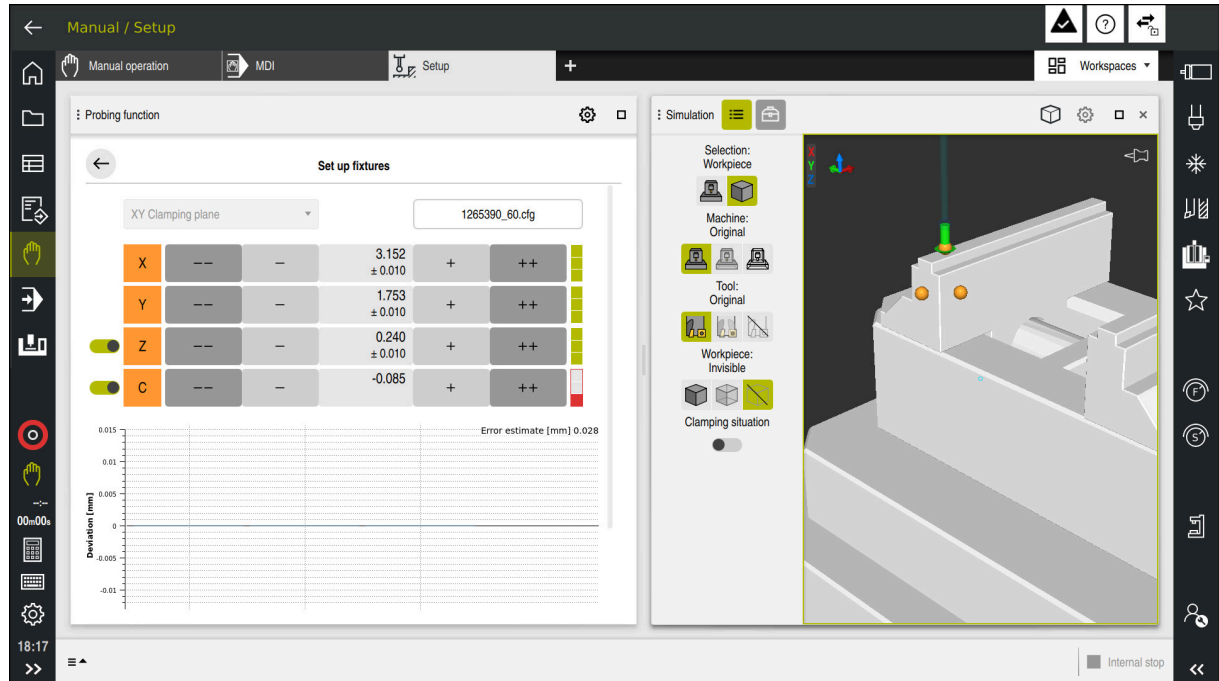 Manual / Setup
Manual operation
MDI
Setup
+
Workspaces
Probing function
Set up fixtures
XY Clamping plane
1265390_60.cfg
X
--
-
3.152
± 0.010
+
++
Y
--
-
1.753
± 0.010
+
++
Z
--
-
0.240
± 0.010
+
++
C
--
-
-0.085
+
++
Error estimate [mm] 0.028
Deviation [mm]
0.015
0.01
0.005
0
-0.005
-0.01
Simulation
Selection:
Workpiece
Machine:
Original
Tool:
Original
Workpiece:
Invisible
Clamping situation
X
Y
Z
F
S
--:--
00m00s
18:17
Internal stop